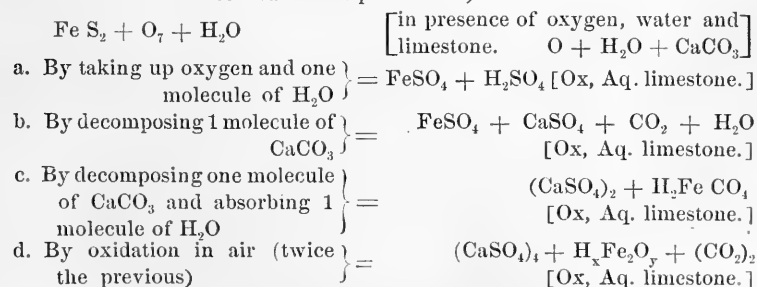 Fe S₂ + O₇ + H₂O [in presence of oxygen, water and limestone. O + H₂O + CaCO₃]
a. By taking up oxygen and one molecule of H₂O } = FeSO₄ + H₂SO₄ [Ox, Aq. limestone.]
b. By decomposing 1 molecule of CaCO₃ } = FeSO₄ + CaSO₄ + CO₂ + H₂O
[Ox, Aq. limestone.]
c. By decomposing one molecule of CaCO₃ and absorbing 1 molecule of H₂O } = (CaSO₄)₂ + H₂Fe CO₄
[Ox, Aq. limestone.]
d. By oxidation in air (twice the previous) } = (CaSO₄)₄ + HₓFe₂Oᵧ + (CO₂)₂
[Ox, Aq. limestone.]